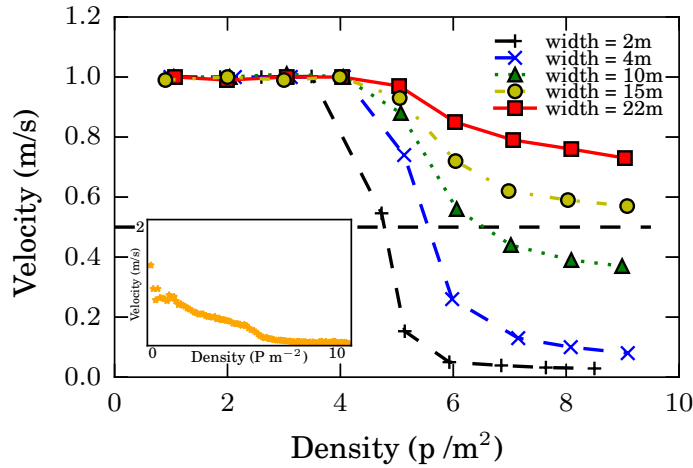 1.2
1.0
0.8
0.6
0.4
0.2
0.0
Velocity (m/s)
width = 2m
width = 4m
width = 10m
width = 15m
width = 22m
2
Velocity (m/s)
0 10
Density (P m⁻²)
0 2 4 6 8 10
Density (p /m²)